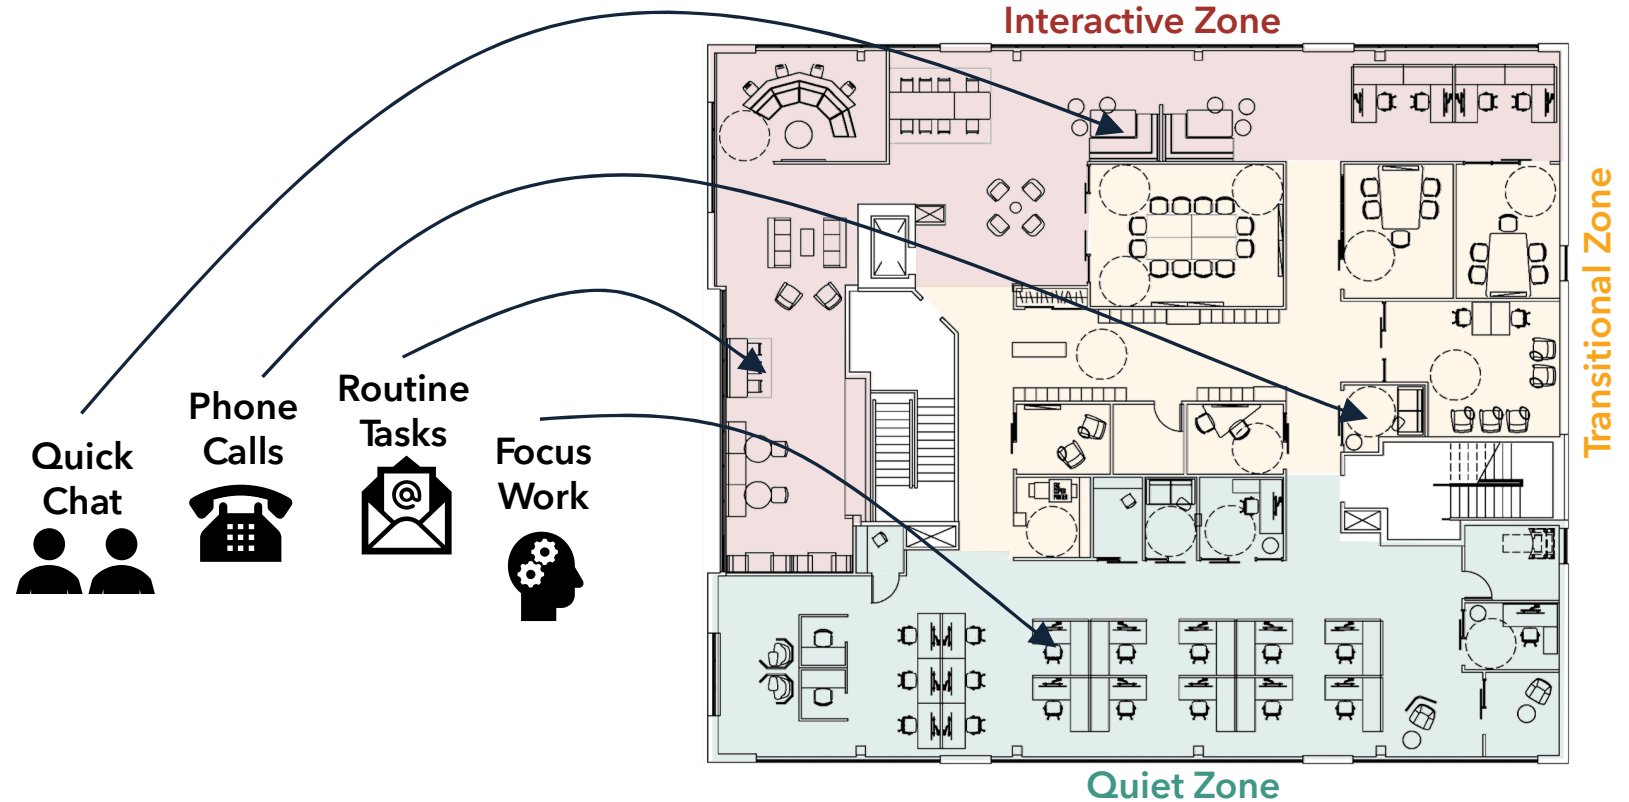 Interactive Zone
Transitional Zone
Quiet Zone
Quick
Chat
Phone
Calls
Routine
Tasks
@
Focus
Work